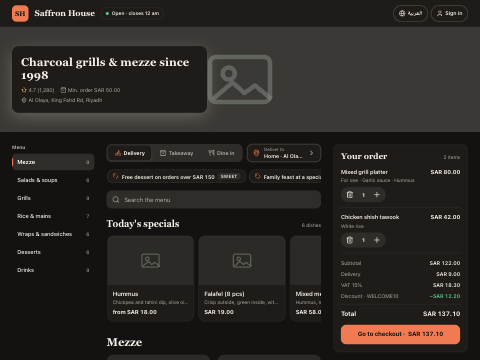 SH Saffron House
Open · closes 12 am
العربية
Sign in
Charcoal grills & mezze since
1998
4.7 (1,280) Min. order SAR 50.00
Al Olaya, King Fahd Rd, Riyadh
Menu
Mezze
Salads & soups 6
Grills
Rice & mains 7
Wraps & sandwiches 6
Desserts 6
Drinks
Delivery
Takeaway
Dine in
Deliver to
Home · Al Ola...
Free dessert on orders over SAR 150 SWEET
Family feast at a specia
Search the menu
Today's specials
6 dishes
Hummus
Chickpea and tahini dip, olive oi...
from SAR 18.00
Falafel (8 pcs)
Crisp outside, green inside, wit...
SAR 19.00
Mixed m
SAR 58.0
Mezze
Your order
2 items
Mixed grill platter SAR 80.00
For one · Garlic sauce · Hummus
1
Chicken shish tawook SAR 42.00
White rice
1
Subtotal SAR 122.00
Delivery SAR 9.00
VAT 15% SAR 18.30
Discount · WELCOME10 −SAR 12.20
Total SAR 137.10
Go to checkout · SAR 137.10